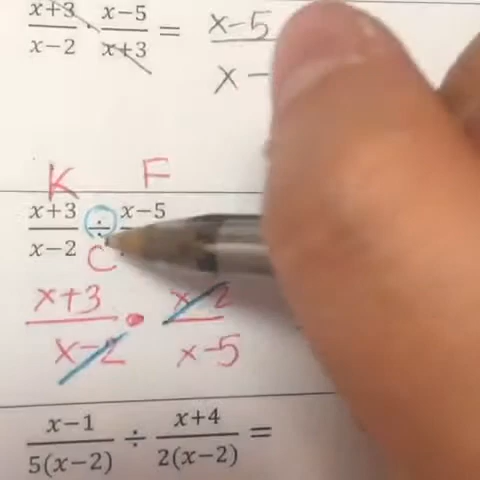 x+3 x−5
x−2 · x+3 = x−5
x−
K F
x+3 ÷ x−5
x−2
C
x+3 • x-2
x-2 x-5
x−1 ÷ x+4 =
5(x−2) 2(x−2)